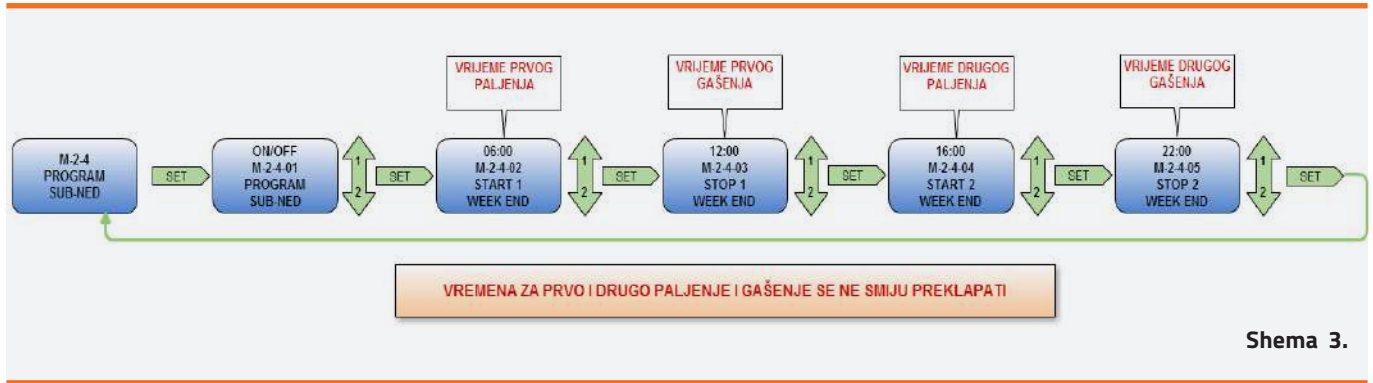 VRIJEME PRVOG
PALJENJA
VRIJEME PRVOG
GAŠENJA
VRIJEME DRUGOG
PALJENJA
VRIJEME DRUGOG
GAŠENJA
M-2-4
PROGRAM
SUB-NED
SET
ON/OFF
M-2-4-01
PROGRAM
SUB-NED
1
2
SET
06:00
M-2-4-02
START 1
WEEK END
1
2
SET
12:00
M-2-4-03
STOP 1
WEEK END
1
2
SET
16:00
M-2-4-04
START 2
WEEK END
1
2
SET
22:00
M-2-4-05
STOP 2
WEEK END
1
2
SET
VREMENA ZA PRVO I DRUGO PALJENJE I GAŠENJE SE NE SMIJU PREKLAPATI
Shema 3.